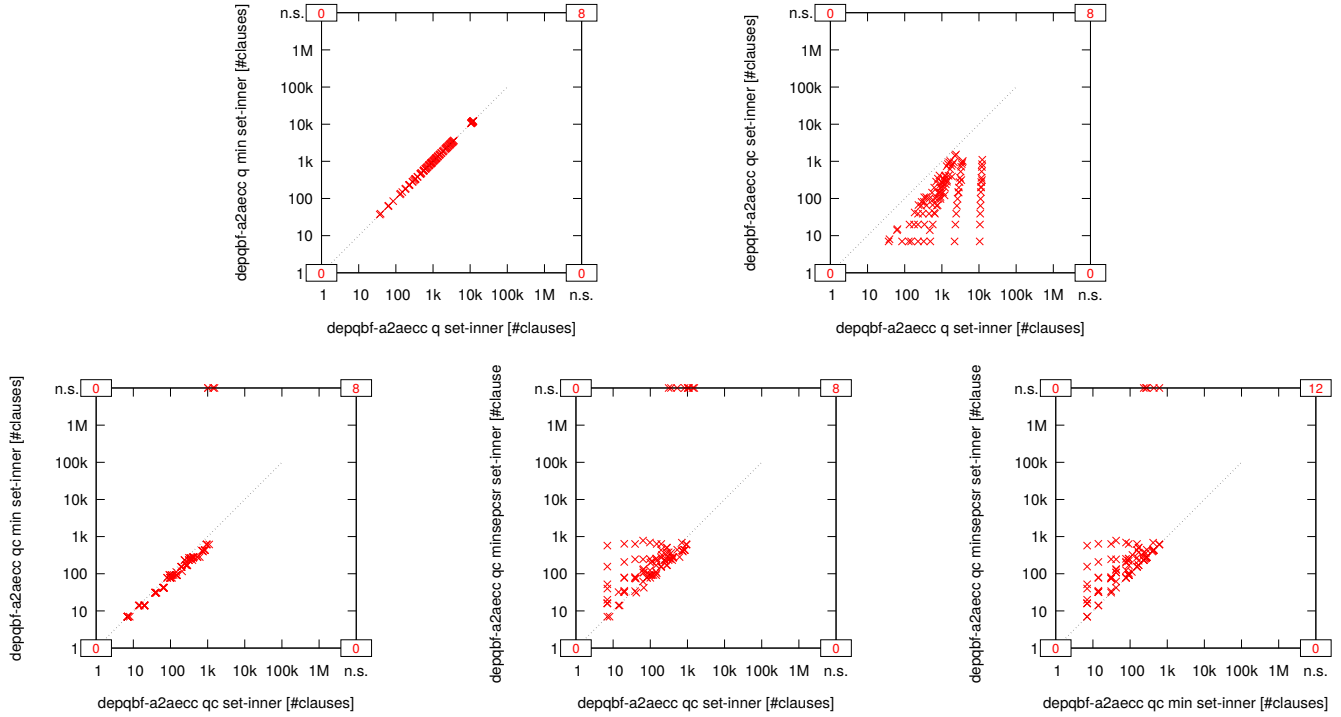 n.s.
0
8
1M
100k
10k
1k
100
10
1
0
0
1 10 100 1k 10k 100k 1M n.s.
depqbf-a2aecc q min set-inner [#clauses]
depqbf-a2aecc q set-inner [#clauses]
n.s.
0
8
1M
100k
10k
1k
100
10
1
0
0
1 10 100 1k 10k 100k 1M n.s.
depqbf-a2aecc qc set-inner [#clauses]
depqbf-a2aecc q set-inner [#clauses]
n.s.
0
8
1M
100k
10k
1k
100
10
1
0
0
1 10 100 1k 10k 100k 1M n.s.
depqbf-a2aecc qc min set-inner [#clauses]
depqbf-a2aecc qc set-inner [#clauses]
n.s.
0
8
1M
100k
10k
1k
100
10
1
0
0
1 10 100 1k 10k 100k 1M n.s.
depqbf-a2aecc qc minsepcsr set-inner [#clause
depqbf-a2aecc qc set-inner [#clauses]
n.s.
0
12
1M
100k
10k
1k
100
10
1
0
0
1 10 100 1k 10k 100k 1M n.s.
depqbf-a2aecc qc minsepcsr set-inner [#clause
depqbf-a2aecc qc min set-inner [#clauses]